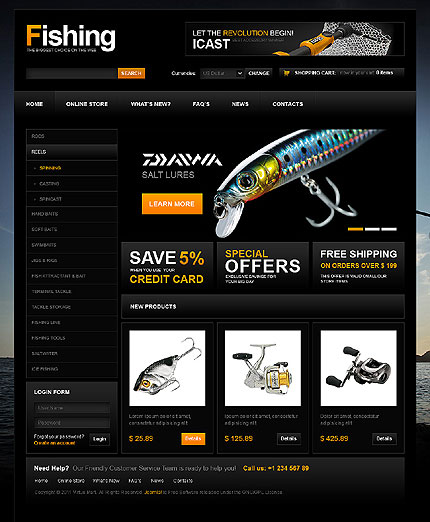 Fishing
THE BIGGEST CHOICE ON THE WEB
LET THE REVOLUTION BEGIN!
ICAST
SEARCH
Currencies: US Dollar CHANGE
SHOPPING CART: now in your cart 0 items
HOME ONLINE STORE WHAT'S NEW? FAQ'S NEWS CONTACTS
RODS
REELS
SPINNING
CASTING
SPINCAST
HARD BAITS
SOFT BAITS
SWIMBAITS
JIGS & RIGS
FISH ATTRACTANT & BAIT
TERMINAL TACKLE
TACKLE STORAGE
FISHING LINE
FISHING TOOLS
SALTWATER
ICE FISHING
DAIWA
SALT LURES
LEARN MORE
SAVE 5%
WHEN YOU USE YOUR
CREDIT CARD
SPECIAL
OFFERS
EXCLUSIVE SAVINGS FOR
YOUR BIG DAY
FREE SHIPPING
ON ORDERS OVER $ 199
THIS OFFER IS VALID ON ALL OUR
STORE ITEMS.
NEW PRODUCTS
Lorem ipsum dolor sit amet, consectetur adipisicing elit
$ 25.89 Details
Lorem ipsum dolor sit amet, consectetur adipisicing elit
$ 125.89 Details
Lorem ipsum dolor sit amet, consectetur adipisicing elit
$ 425.89 Details
LOGIN FORM
User Name
Password
Forgot your password?
Create an account
Login
Need Help? Our Friendly Customer Service Team is ready to help you! Call us: +1 234 567 89
Home Online Store What's New FAQ's News Contacts
Copyright © 2011 Virtue Mart. All Rights Reserved. Joomla! is Free Software released under the GNU/GPL License.